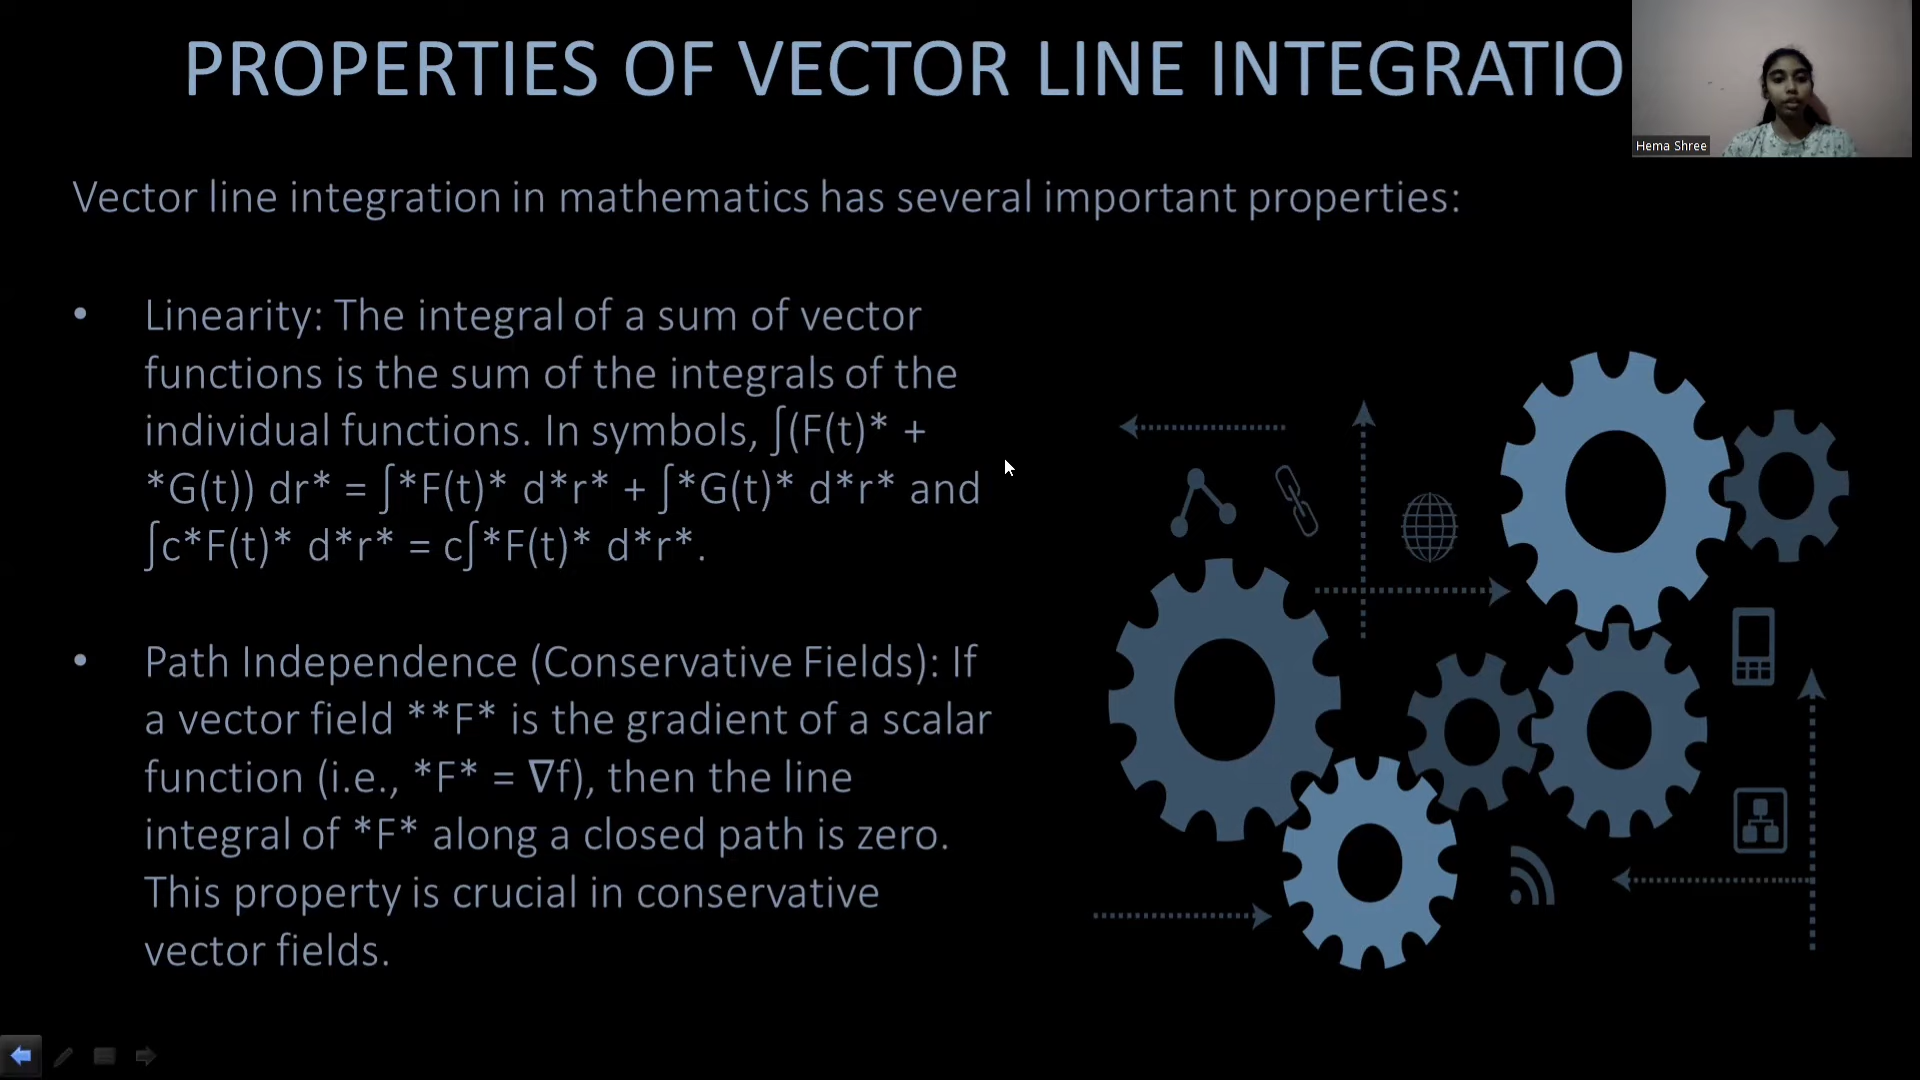 PROPERTIES OF VECTOR LINE INTEGRATIO
Hema Shree
Vector line integration in mathematics has several important properties:
• Linearity: The integral of a sum of vector
functions is the sum of the integrals of the
individual functions. In symbols, ∫(F(t)* +
*G(t)) dr* = ∫*F(t)* d*r* + ∫*G(t)* d*r* and
∫c*F(t)* d*r* = c∫*F(t)* d*r*.
• Path Independence (Conservative Fields): If
a vector field **F* is the gradient of a scalar
function (i.e., *F* = ∇f), then the line
integral of *F* along a closed path is zero.
This property is crucial in conservative
vector fields.